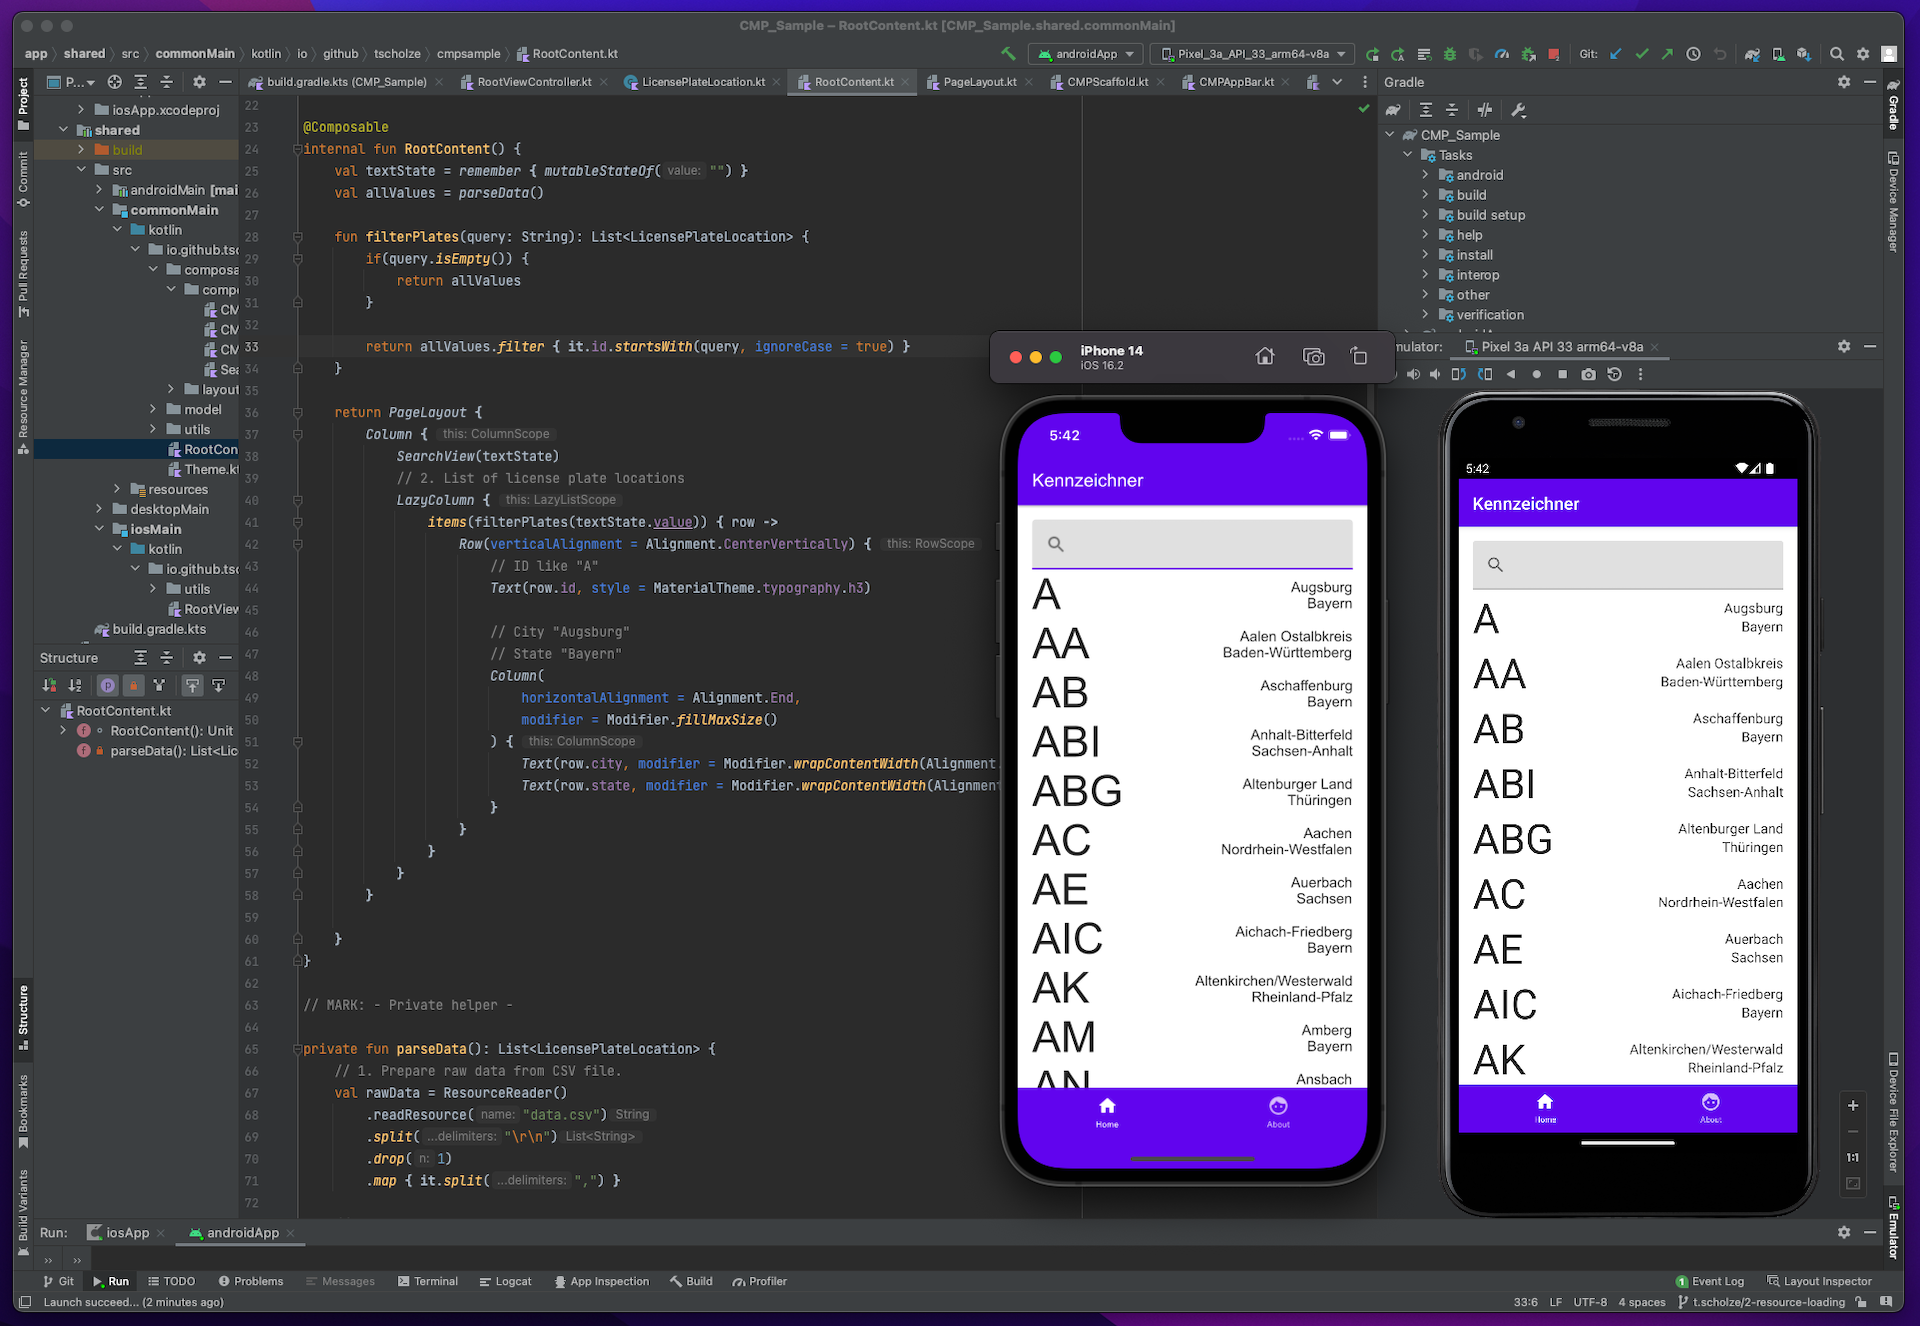 CMP_Sample – RootContent.kt [CMP_Sample.shared.commonMain]
app shared src commonMain kotlin io github tscholze cmpsample RootContent.kt
androidApp
Pixel_3a_API_33_arm64-v8a
Git:
Project
Commit
Pull Requests
Resource Manager
Structure
Bookmarks
Build Variants
P...
iosApp.xcodeproj
shared
build
src
androidMain [mai
commonMain
kotlin
io.github.tsc
composa
compo
CM
CM
CM
Sea
layout
model
utils
RootCon
Theme.kt
resources
desktopMain
iosMain
kotlin
io.github.tsc
utils
RootView
build.gradle.kts
Structure
RootContent.kt
RootContent(): Unit
parseData(): List<Lic
build.gradle.kts (CMP_Sample)
RootViewController.kt
LicensePlateLocation.kt
RootContent.kt
PageLayout.kt
CMPScaffold.kt
CMPAppBar.kt
22
23 @Composable
24 internal fun RootContent() {
25 val textState = remember { mutableStateOf( value: "") }
26 val allValues = parseData()
27
28 fun filterPlates(query: String): List<LicensePlateLocation> {
29 if(query.isEmpty()) {
30 return allValues
31 }
32
33 return allValues.filter { it.id.startsWith(query, ignoreCase = true) }
34 }
35
36 return PageLayout {
37 Column { this: ColumnScope
38 SearchView(textState)
39 // 2. List of license plate locations
40 LazyColumn { this: LazyListScope
41 items(filterPlates(textState.value)) { row ->
42 Row(verticalAlignment = Alignment.CenterVertically) { this: RowScope
43 // ID like "A"
44 Text(row.id, style = MaterialTheme.typography.h3)
45
46 // City "Augsburg"
47 // State "Bayern"
48 Column(
49 horizontalAlignment = Alignment.End,
50 modifier = Modifier.fillMaxSize()
51 ) { this: ColumnScope
52 Text(row.city, modifier = Modifier.wrapContentWidth(Alignment.
53 Text(row.state, modifier = Modifier.wrapContentWidth(Alignment
54 }
55 }
56 }
57 }
58 }
59
60 }
61 }
62
63 // MARK: - Private helper -
64
65 private fun parseData(): List<LicensePlateLocation> {
66 // 1. Prepare raw data from CSV file.
67 val rawData = ResourceReader()
68 .readResource( name: "data.csv") String
69 .split( ...delimiters: "\r\n") List<String>
70 .drop( n: 1)
71 .map { it.split( ...delimiters: ",") }
72
Gradle
CMP_Sample
Tasks
android
build
build setup
help
install
interop
other
verification
mulator: Pixel 3a API 33 arm64-v8a
iPhone 14
iOS 16.2
5:42
Kennzeichner
A
Augsburg
Bayern
AA
Aalen Ostalbkreis
Baden-Württemberg
AB
Aschaffenburg
Bayern
ABI
Anhalt-Bitterfeld
Sachsen-Anhalt
ABG
Altenburger Land
Thüringen
AC
Aachen
Nordrhein-Westfalen
AE
Auerbach
Sachsen
AIC
Aichach-Friedberg
Bayern
AK
Altenkirchen/Westerwald
Rheinland-Pfalz
AM
Amberg
Bayern
AN
Ansbach
Home
About
5:42
Kennzeichner
A
Augsburg
Bayern
AA
Aalen Ostalbkreis
Baden-Württemberg
AB
Aschaffenburg
Bayern
ABI
Anhalt-Bitterfeld
Sachsen-Anhalt
ABG
Altenburger Land
Thüringen
AC
Aachen
Nordrhein-Westfalen
AE
Auerbach
Sachsen
AIC
Aichach-Friedberg
Bayern
AK
Altenkirchen/Westerwald
Rheinland-Pfalz
Home
About
1:1
Gradle
Device Manager
Device File Explorer
Emulator
Run: iosApp androidApp
Git Run TODO Problems Messages Terminal Logcat App Inspection Build Profiler
1 Event Log Layout Inspector
Launch succeed... (2 minutes ago)
33:6 LF UTF-8 4 spaces t.scholze/2-resource-loading